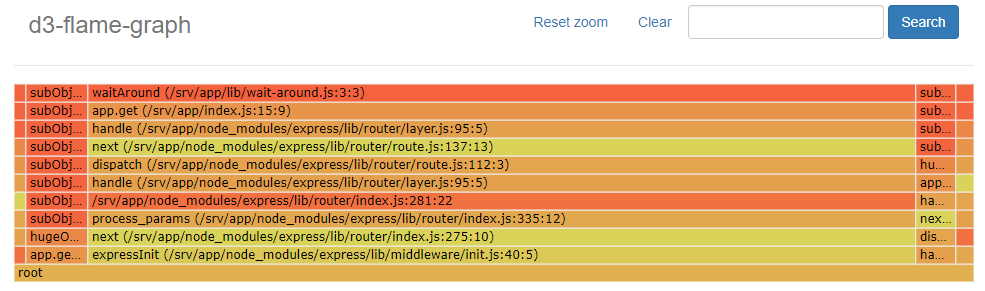 d3-flame-graph Reset zoom Clear Search
subObj... waitAround (/srv/app/lib/wait-around.js:3:3) sub...
subObj... app.get (/srv/app/index.js:15:9) sub...
subObj... handle (/srv/app/node_modules/express/lib/router/layer.js:95:5) sub...
subObj... next (/srv/app/node_modules/express/lib/router/route.js:137:13) sub...
subObj... dispatch (/srv/app/node_modules/express/lib/router/route.js:112:3) hu...
subObj... handle (/srv/app/node_modules/express/lib/router/layer.js:95:5) app...
subObj... /srv/app/node_modules/express/lib/router/index.js:281:22 ha...
subObj... process_params (/srv/app/node_modules/express/lib/router/index.js:335:12) nex...
hugeO... next (/srv/app/node_modules/express/lib/router/index.js:275:10) dis...
app.ge... expressInit (/srv/app/node_modules/express/lib/middleware/init.js:40:5) ha...
root